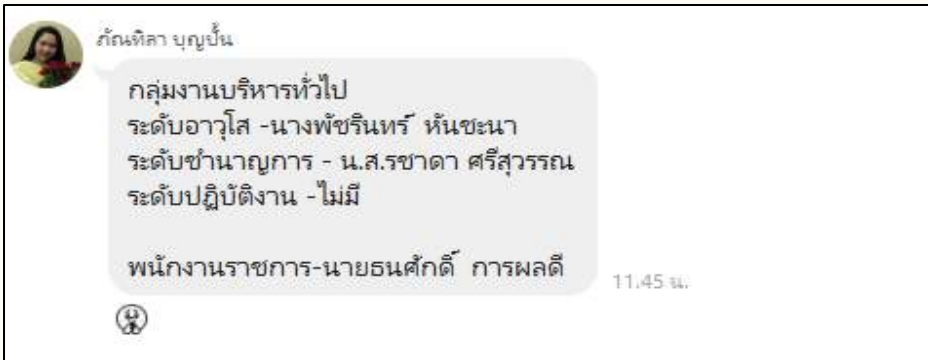 ภัณฑิลา บุญปั้น
กลุ่มงานบริหารทั่วไป
ระดับอาวุโส -นางพัชรินทร์ หันชะนา
ระดับชำนาญการ - น.ส.รชาดา ศรีสุวรรณ
ระดับปฏิบัติงาน -ไม่มี
พนักงานราชการ-นายธนศักดิ์ การผลดี
11.45 น.